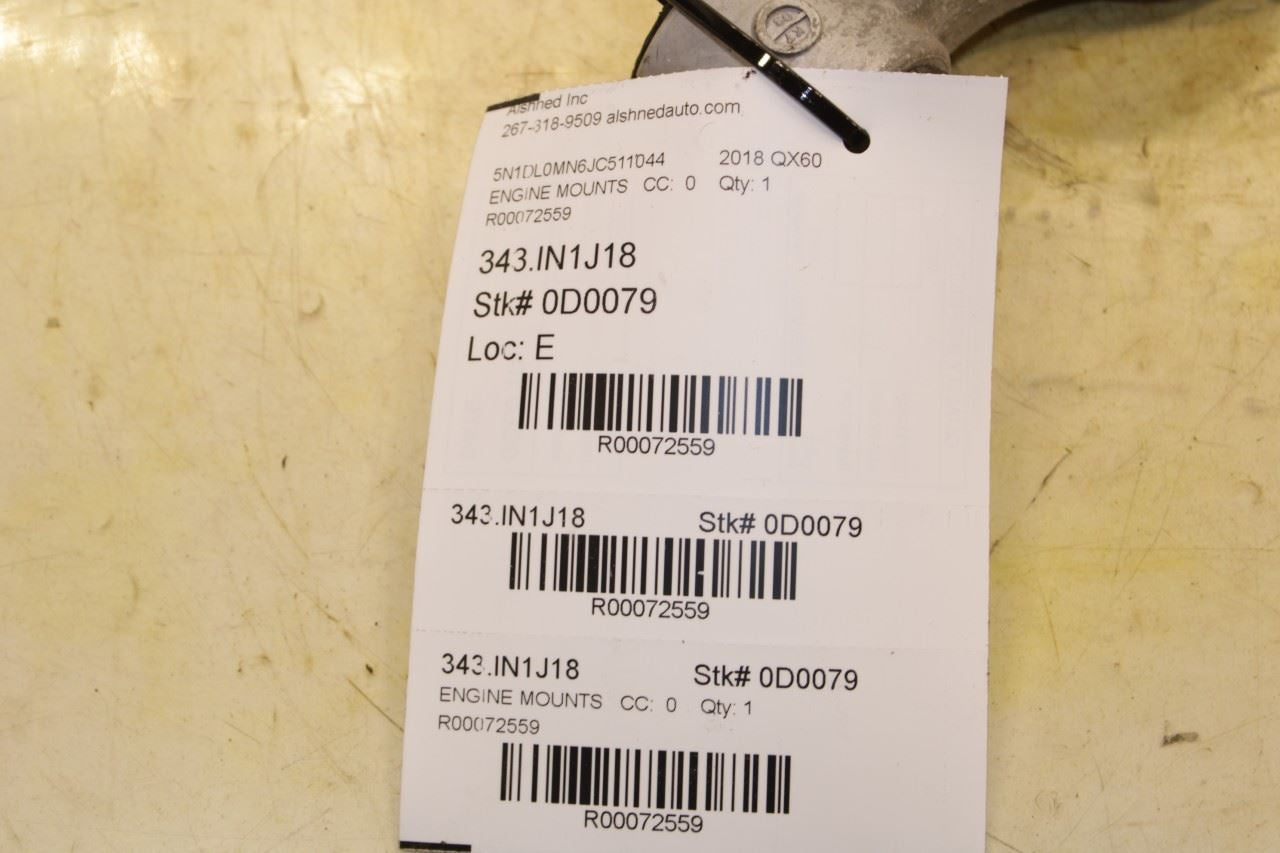 Alshned Inc
267-318-9509 alshnedauto.com
5N1DL0MN6JC511044 2018 QX60
ENGINE MOUNTS CC: 0 Qty: 1
R00072559
343.IN1J18
Stk# 0D0079
Loc: E
R00072559
343.IN1J18 Stk# 0D0079
R00072559
343.IN1J18 Stk# 0D0079
ENGINE MOUNTS CC: 0 Qty: 1
R00072559
R00072559